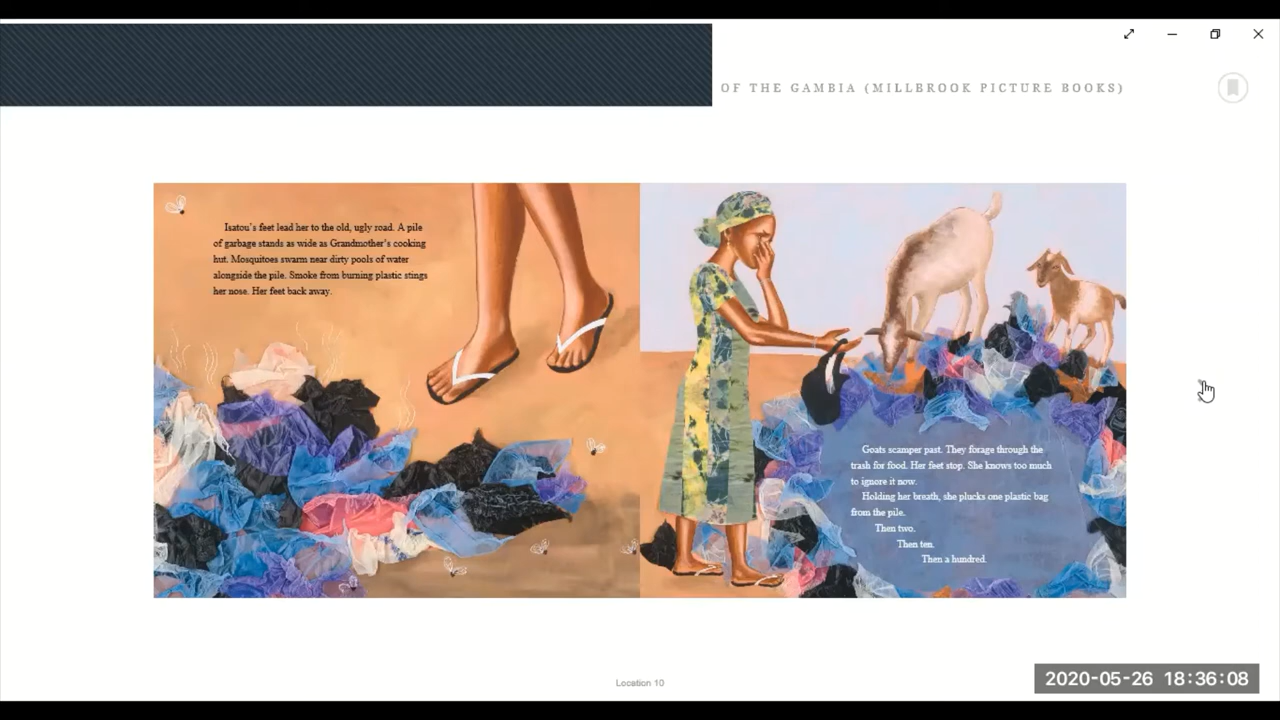 OF THE GAMBIA (MILLBROOK PICTURE BOOKS)
Isatou's feet lead her to the old, ugly road. A pile
of garbage stands as wide as Grandmother's cooking
hut. Mosquitoes swarm near dirty pools of water
alongside the pile. Smoke from burning plastic stings
her nose. Her feet back away.
Goats scamper past. They forage through the
trash for food. Her feet stop. She knows too much
to ignore it now.
Holding her breath, she plucks one plastic bag
from the pile.
Then two.
Then ten.
Then a hundred.
Location 10
2020-05-26 18:36:08